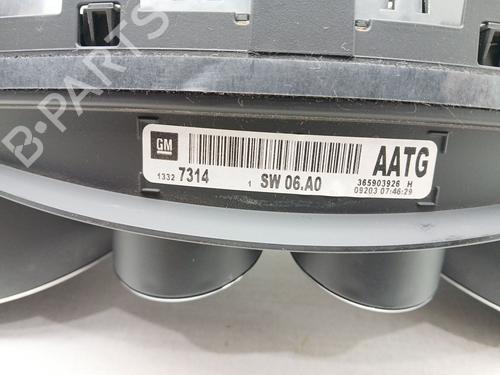 B-PARTS
GM
AATG
1332 7314
1 SW 06.A0
365903926 H
09203 07:46:29